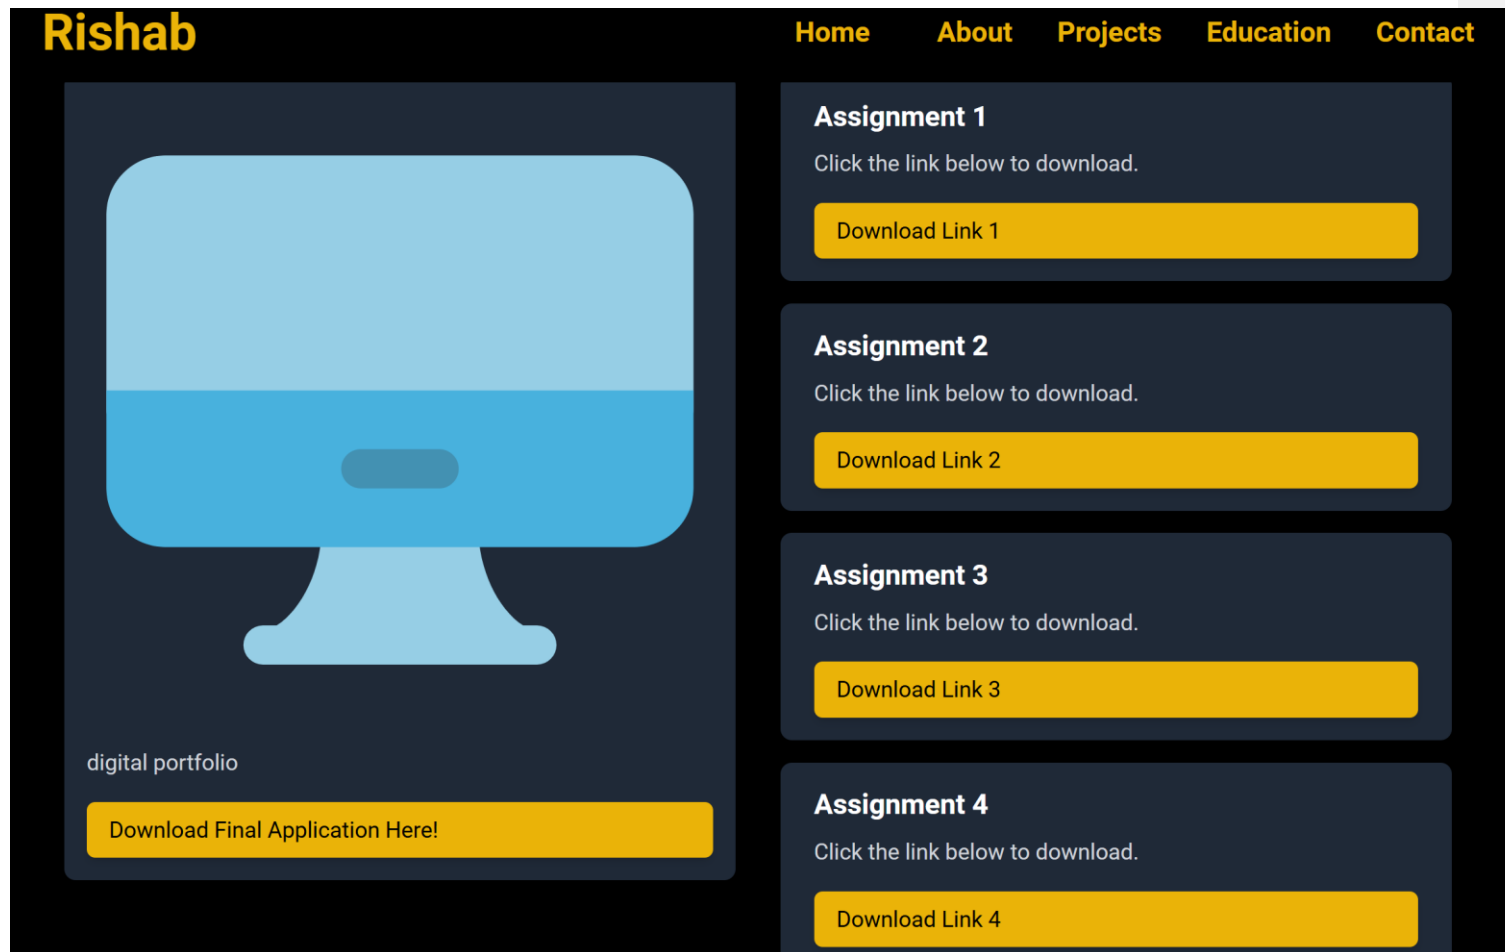 Rishab
Home About Projects Education Contact
digital portfolio
Download Final Application Here!
Assignment 1
Click the link below to download.
Download Link 1
Assignment 2
Click the link below to download.
Download Link 2
Assignment 3
Click the link below to download.
Download Link 3
Assignment 4
Click the link below to download.
Download Link 4